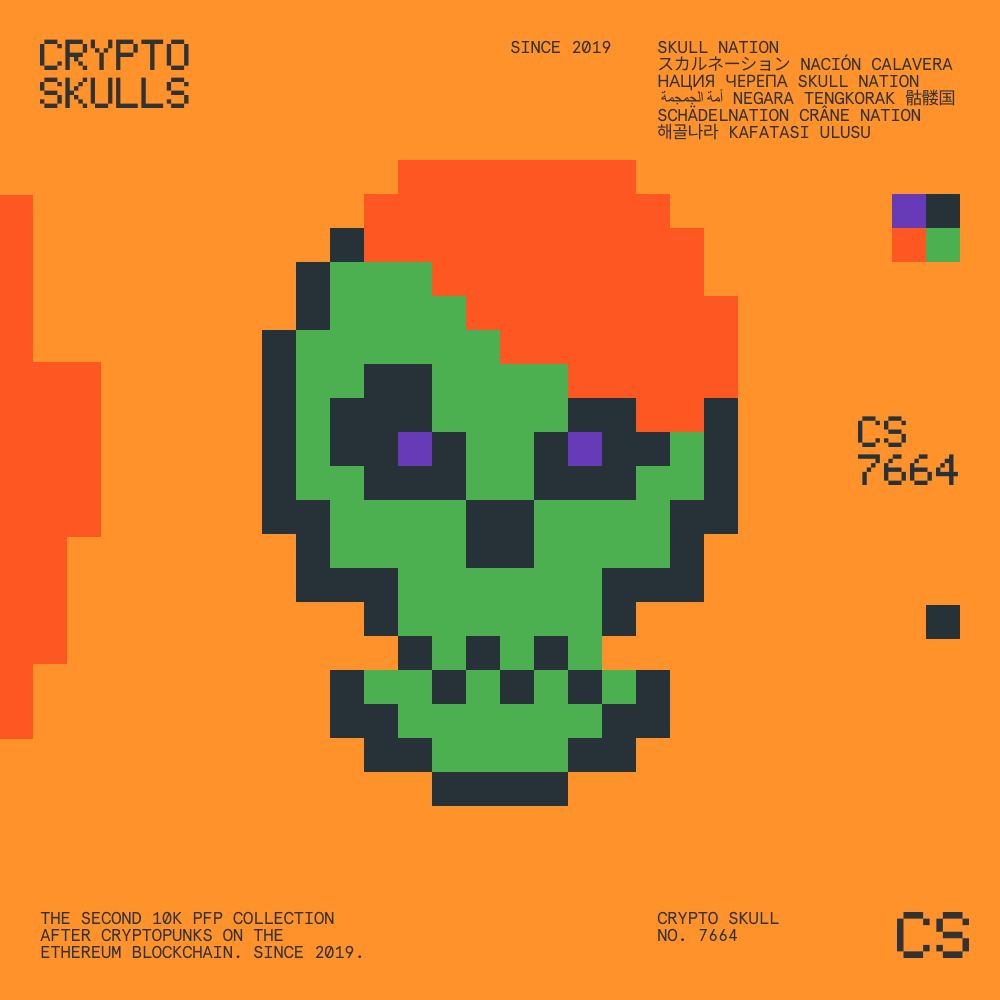 CRYPTO
SKULLS
SINCE 2019
SKULL NATION
スカルネーション NACIÓN CALAVERA
НАЦИЯ ЧЕРЕПА SKULL NATION
أمة الجمجمة NEGARA TENGKORAK 骷髅国
SCHÄDELNATION CRÂNE NATION
해골나라 KAFATASI ULUSU
CS
7664
THE SECOND 10K PFP COLLECTION
AFTER CRYPTOPUNKS ON THE
ETHEREUM BLOCKCHAIN. SINCE 2019.
CRYPTO SKULL
NO. 7664
CS